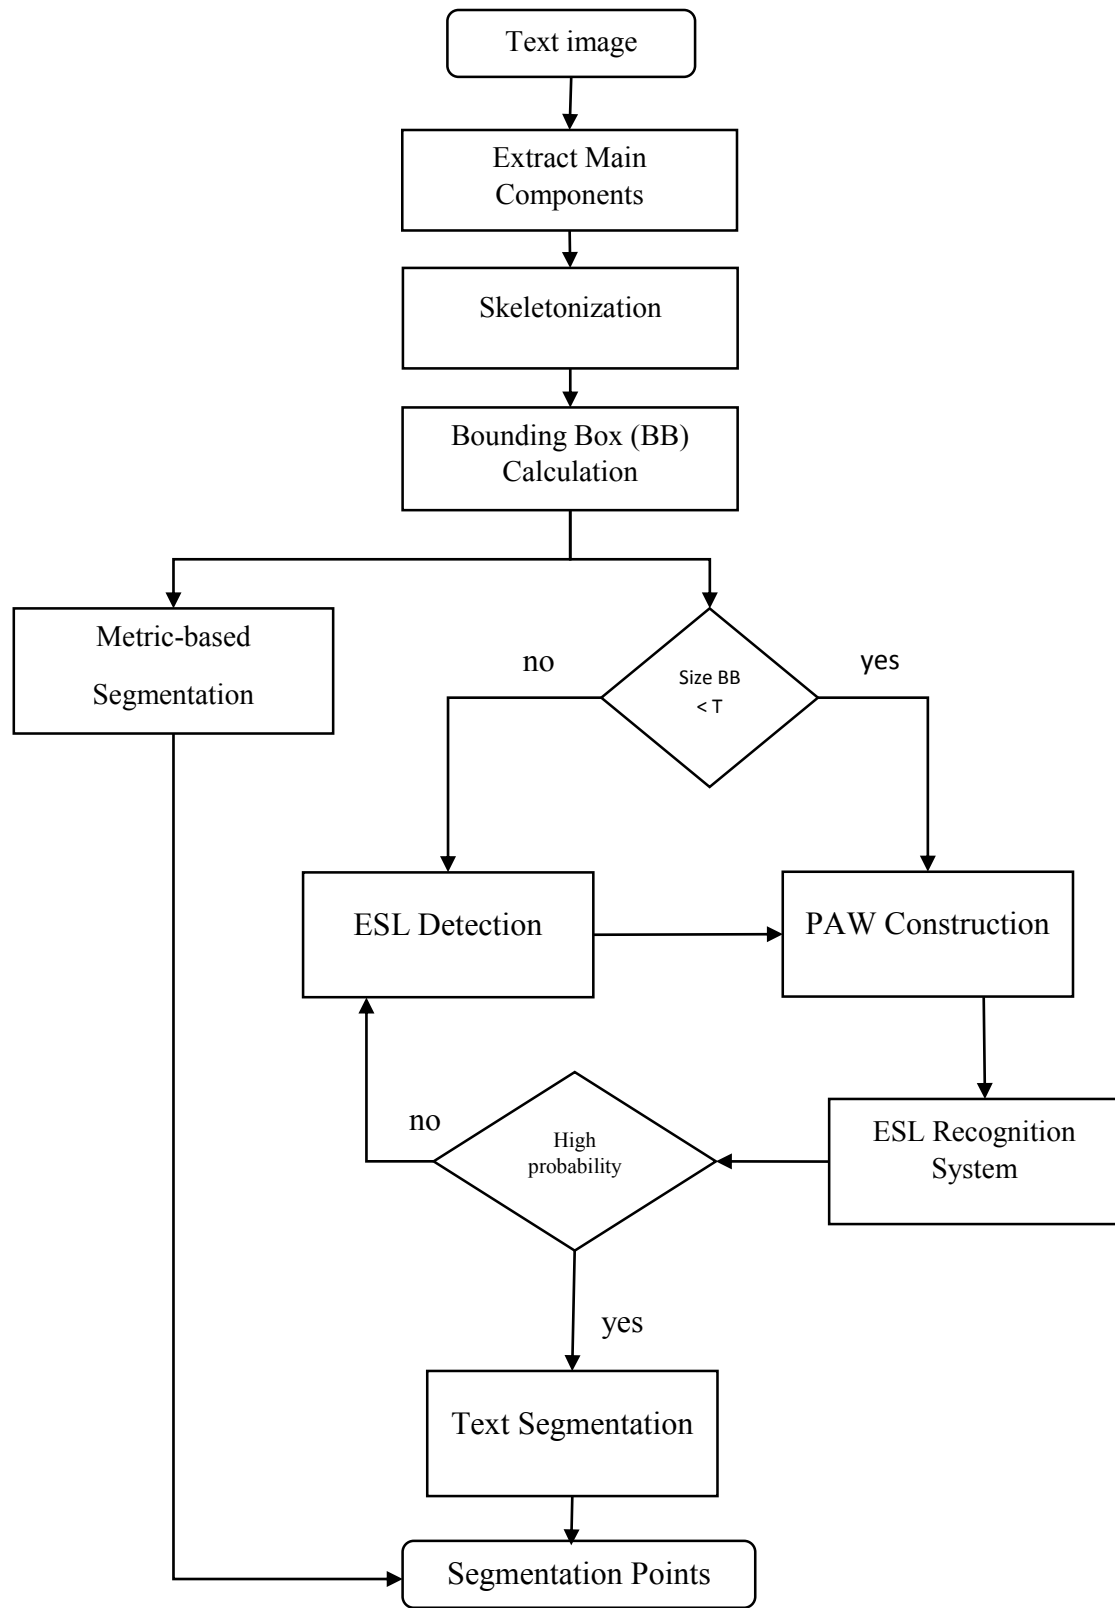 Text image
Extract Main
Components
Skeletonization
Bounding Box (BB)
Calculation
Metric-based
Segmentation
no
Size BB
< T
yes
ESL Detection
PAW Construction
no
High
probability
ESL Recognition
System
yes
Text Segmentation
Segmentation Points